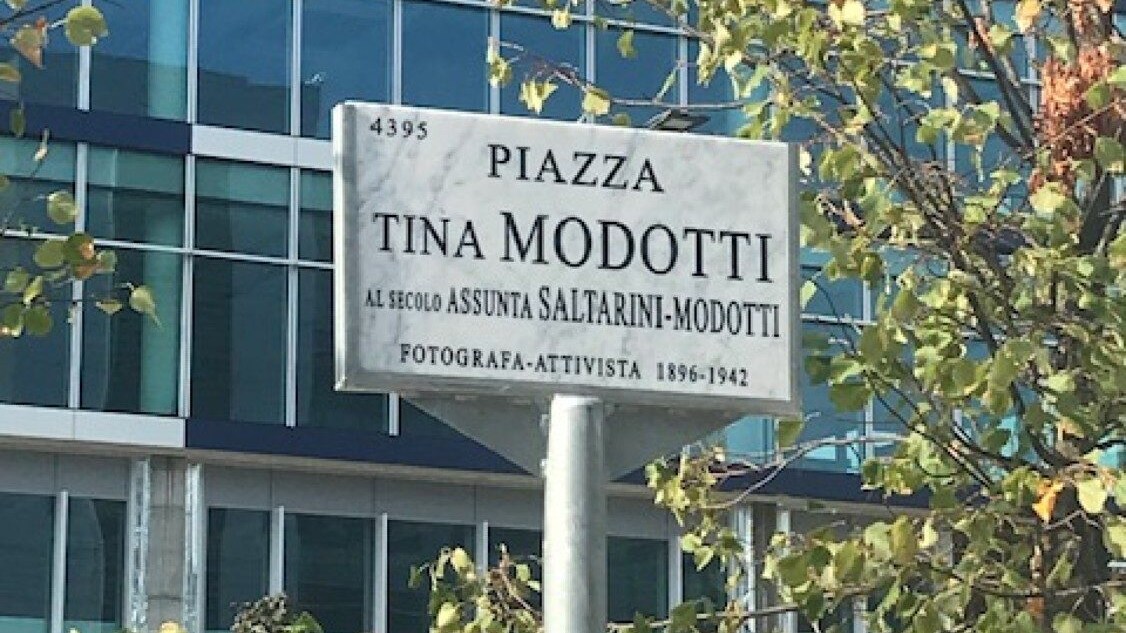 4395
PIAZZA
TINA MODOTTI
AL SECOLO ASSUNTA SALTARINI-MODOTTI
FOTOGRAFA-ATTIVISTA 1896-1942